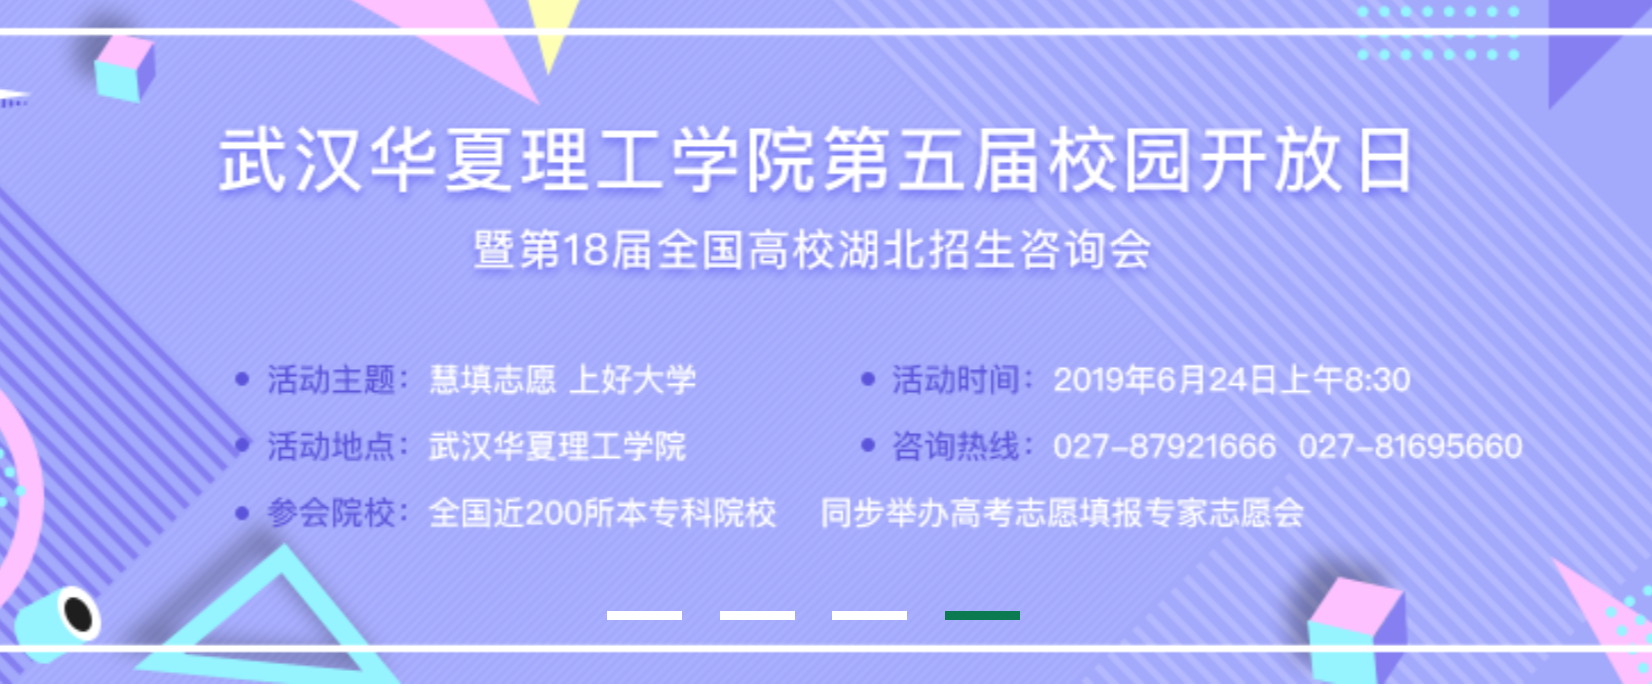 武汉华夏理工学院第五届校园开放日
暨第18届全国高校湖北招生咨询会
活动主题：慧填志愿 上好大学
活动时间：2019年6月24日上午8:30
活动地点：武汉华夏理工学院
咨询热线：027-87921666 027-81695660
参会院校：全国近200所本专科院校 同步举办高考志愿填报专家志愿会